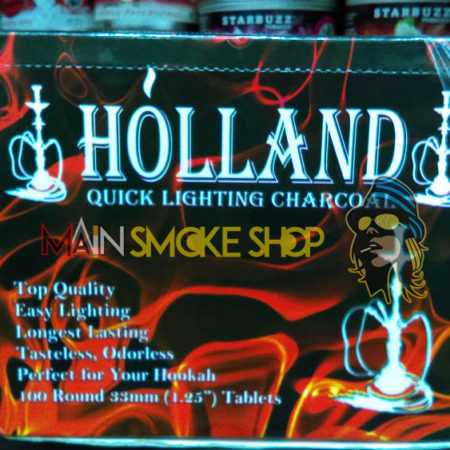 STARBUZZ
STARBUZZ
HOLLAND
QUICK LIGHTING CHARCOAL
MAIN SMOKE SHOP
Top Quality
Easy Lighting
Longest Lasting
Tasteless, Odorless
Perfect for Your Hookah
100 Round 33mm (1.25") Tablets